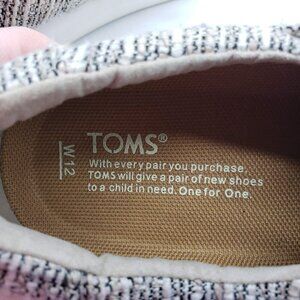 TOMS®
W12
With every pair you purchase,
TOMS will give a pair of new shoes
to a child in need. One for One.